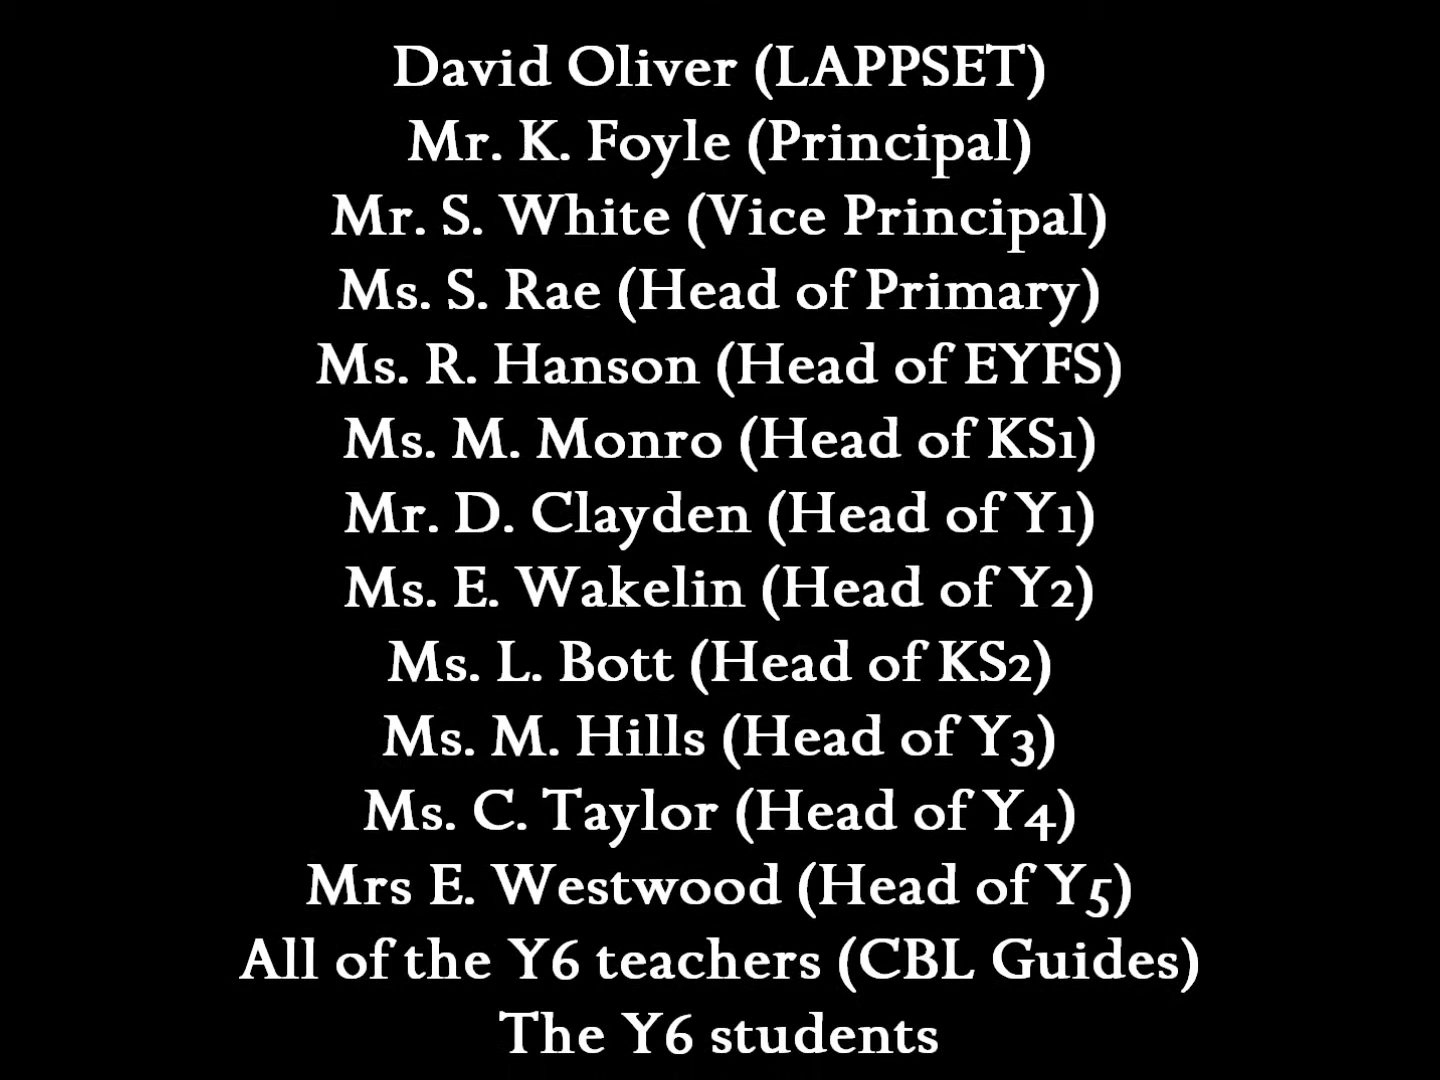 David Oliver (LAPPSET)
Mr. K. Foyle (Principal)
Mr. S. White (Vice Principal)
Ms. S. Rae (Head of Primary)
Ms. R. Hanson (Head of EYFS)
Ms. M. Monro (Head of KS1)
Mr. D. Clayden (Head of Y1)
Ms. E. Wakelin (Head of Y2)
Ms. L. Bott (Head of KS2)
Ms. M. Hills (Head of Y3)
Ms. C. Taylor (Head of Y4)
Mrs E. Westwood (Head of Y5)
All of the Y6 teachers (CBL Guides)
The Y6 students